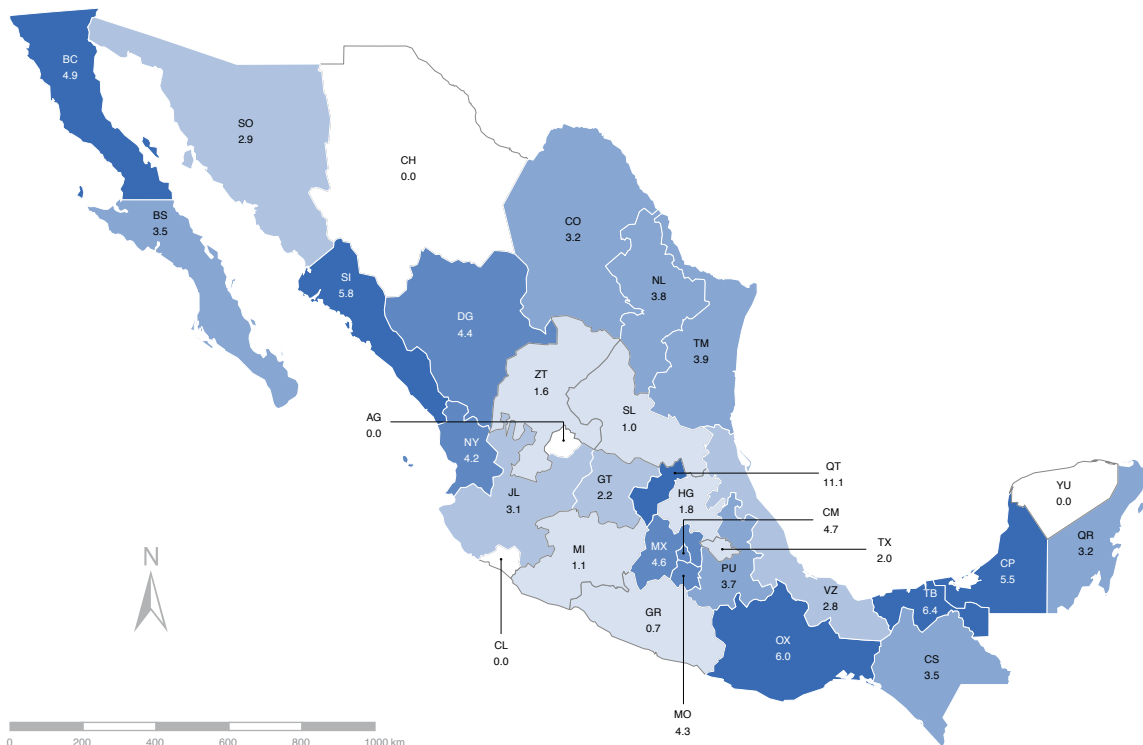 BC
4.9
SO
2.9
CH
0.0
BS
3.5
CO
3.2
SI
5.8
NL
3.8
DG
4.4
TM
3.9
ZT
1.6
SL
1.0
AG
0.0
NY
4.2
QT
11.1
GT
2.2
YU
0.0
JL
3.1
HG
1.8
CM
4.7
QR
3.2
MX
4.6
TX
2.0
MI
1.1
PU
3.7
CP
5.5
N
VZ
2.8
TB
6.4
GR
0.7
CL
0.0
OX
6.0
CS
3.5
MO
4.3
0 200 400 600 800 1000 km